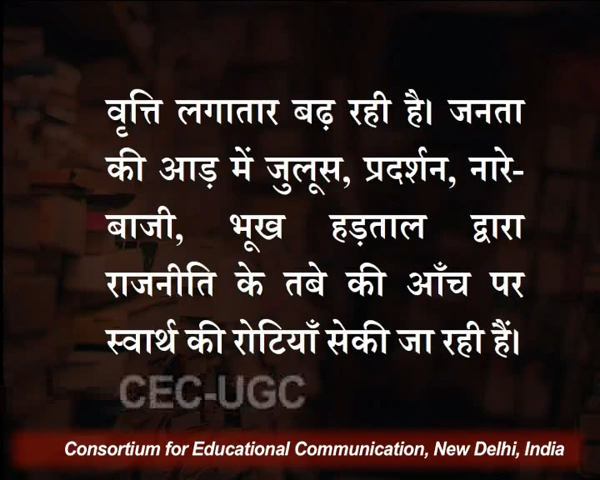 वृत्ति लगातार बढ़ रही है। जनता
की आड़ में जुलूस, प्रदर्शन, नारे-
बाजी, भूख हड़ताल द्वारा
राजनीति के तबे की आँच पर
स्वार्थ की रोटियाँ सेकी जा रही हैं।
CEC-UGC
Consortium for Educational Communication, New Delhi, India